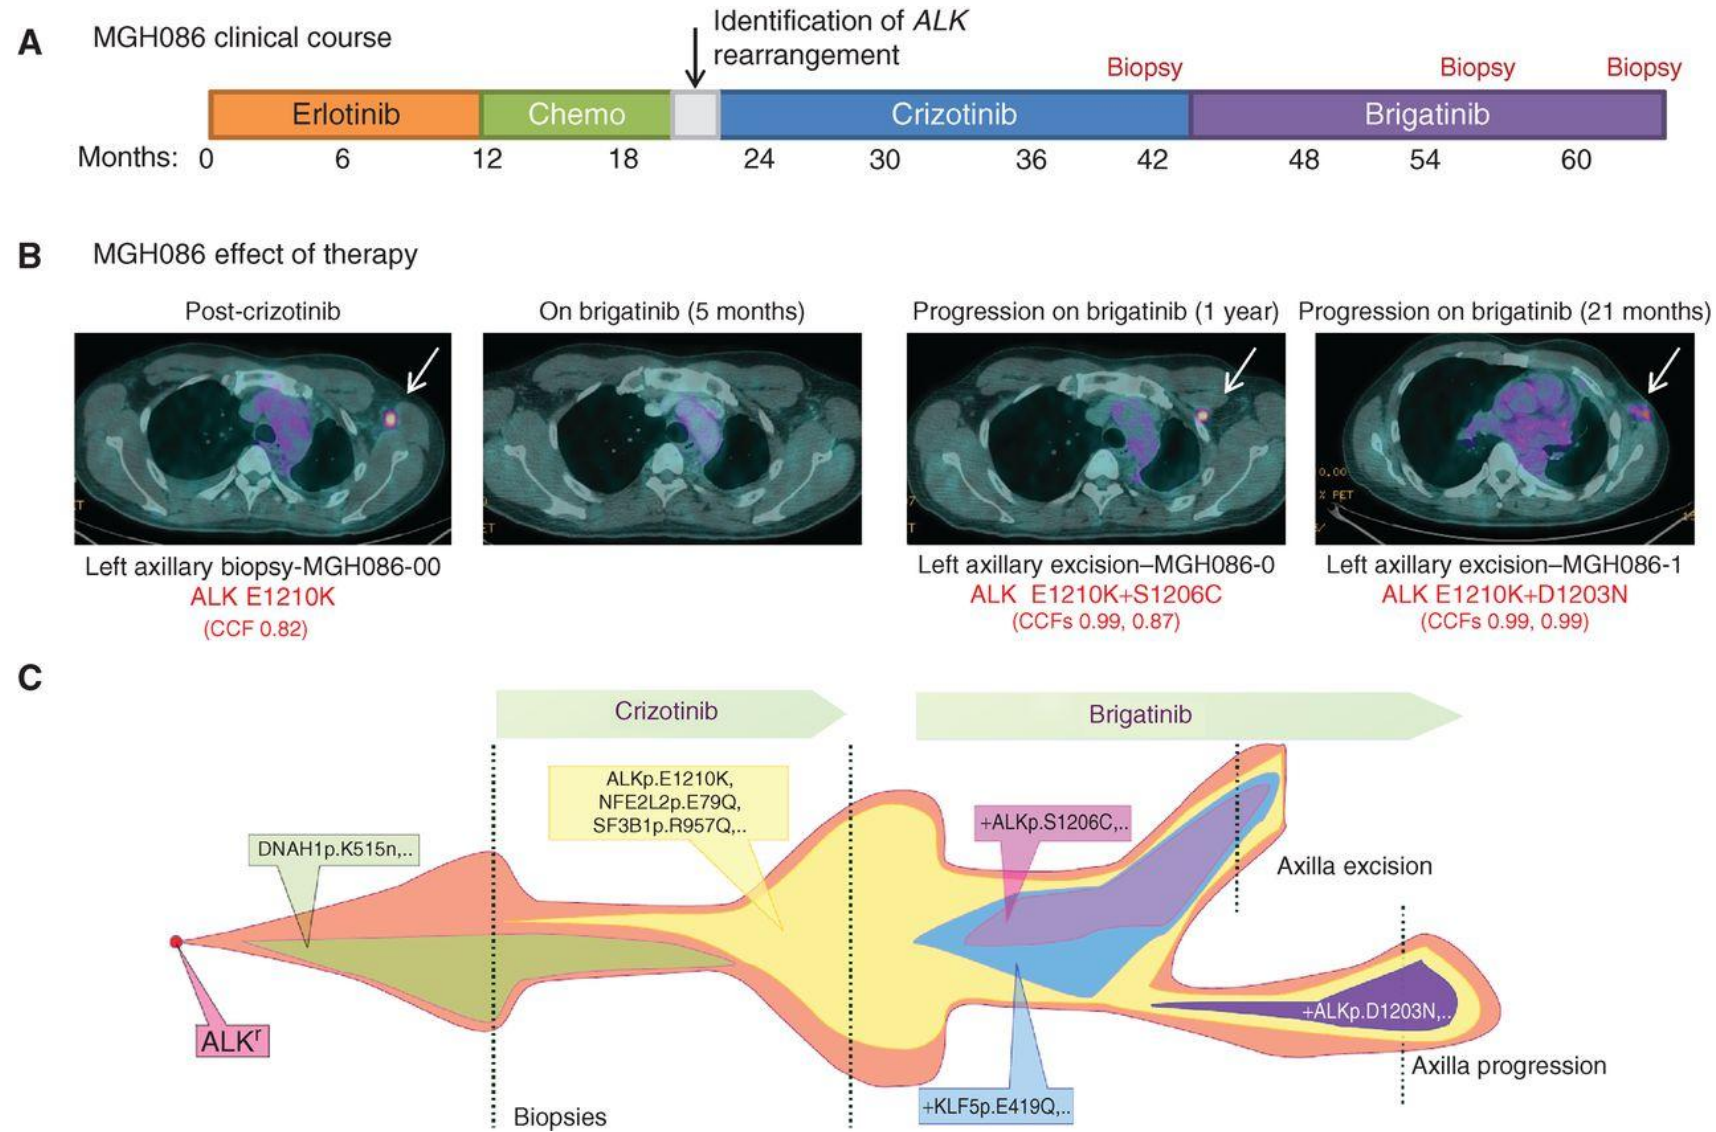 A
MGH086 clinical course
Identification of ALK
rearrangement
Biopsy
Biopsy
Biopsy
Erlotinib
Chemo
Crizotinib
Brigatinib
Months: 0 6 12 18 24 30 36 42 48 54 60
B
MGH086 effect of therapy
Post-crizotinib
On brigatinib (5 months)
Progression on brigatinib (1 year)
Progression on brigatinib (21 months)
0.00
% PET
ET
Left axillary biopsy-MGH086-00
ALK E1210K
(CCF 0.82)
Left axillary excision–MGH086-0
ALK E1210K+S1206C
(CCFs 0.99, 0.87)
Left axillary excision–MGH086-1
ALK E1210K+D1203N
(CCFs 0.99, 0.99)
C
Crizotinib
Brigatinib
ALKp.E1210K,
NFE2L2p.E79Q,
SF3B1p.R957Q,..
+ALKp.S1206C,..
DNAH1p.K515n,..
Axilla excision
+ALKp.D1203N,..
ALKr
Axilla progression
+KLF5p.E419Q,..
Biopsies